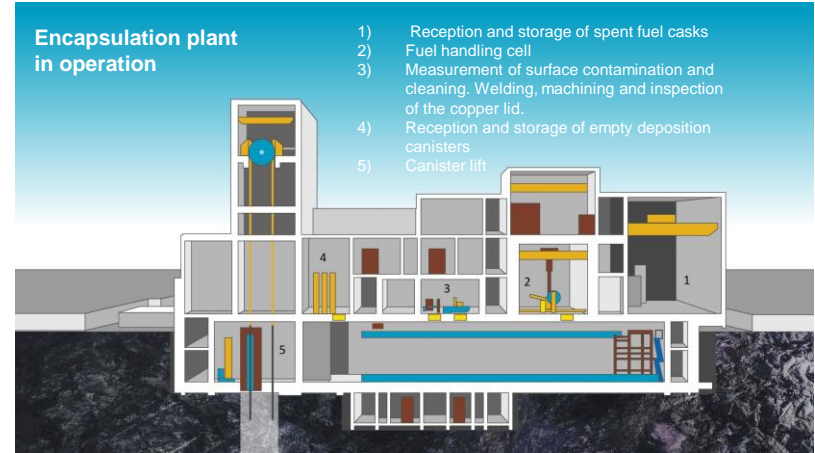 Encapsulation plant
in operation
1) Reception and storage of spent fuel casks
2) Fuel handling cell
3) Measurement of surface contamination and
cleaning. Welding, machining and inspection
of the copper lid.
4) Reception and storage of empty deposition
canisters
5) Canister lift
4
3
2
1
5